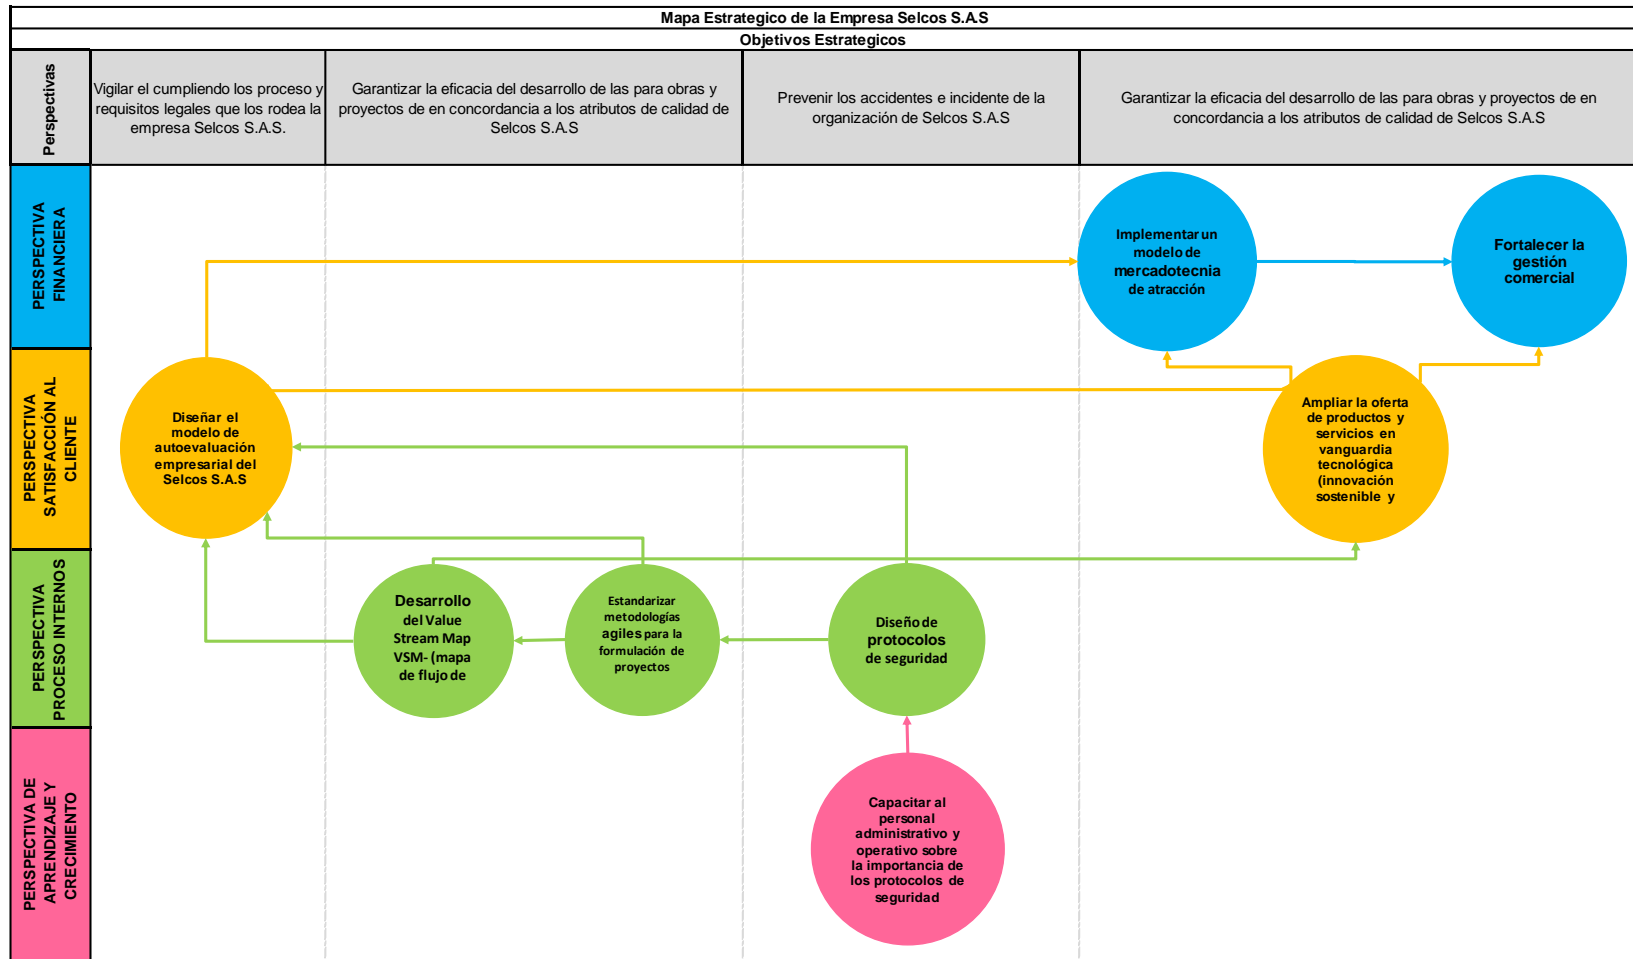 Mapa Estrategico de la Empresa Selcos S.A.S
Objetivos Estrategicos
Perspectivas
Vigilar el cumpliendo los proceso y
requisitos legales que los rodea la
empresa Selcos S.A.S.
Garantizar la eficacia del desarrollo de las para obras y
proyectos de en concordancia a los atributos de calidad de
Selcos S.A.S
Prevenir los accidentes e incidente de la
organización de Selcos S.A.S
Garantizar la eficacia del desarrollo de las para obras y proyectos de en
concordancia a los atributos de calidad de Selcos S.A.S
PERSPECTIVA
FINANCIERA
Implementar un
modelo de
mercadotecnia
de atracción
Fortalecer la
gestión
comercial
PERSPECTIVA
SATISFACCIÓN AL
CLIENTE
Diseñar el
modelo de
autoevaluación
empresarial del
Selcos S.A.S
Ampliar la oferta
de productos y
servicios en
vanguardia
tecnológica
(innovación
sostenible y
PERSPECTIVA
PROCESO INTERNOS
Desarrollo
del Value
Stream Map
VSM- (mapa
de flujo de
Estandarizar
metodologías
agiles para la
formulación de
proyectos
Diseño de
protocolos
de seguridad
PERSPECTIVA DE
APRENDIZAJE Y
CRECIMIENTO
Capacitar al
personal
administrativo y
operativo sobre
la importancia de
los protocolos de
seguridad